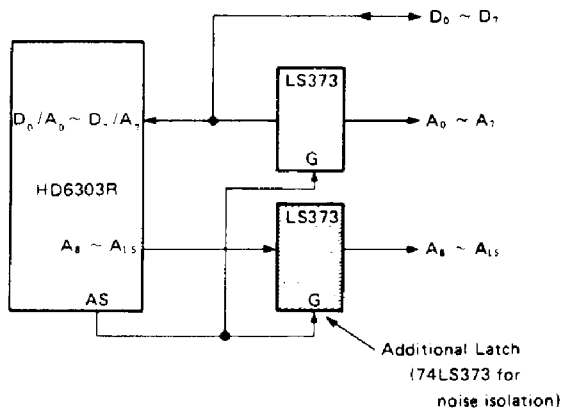 D₀ ~ D₇
LS373
D₀/A₀ ~ D₇/A₇
A₀ ~ A₇
G
HD6303R
LS373
A₈ ~ A₁₅
A₈ ~ A₁₅
AS
G
Additional Latch
(74LS373 for
noise isolation)